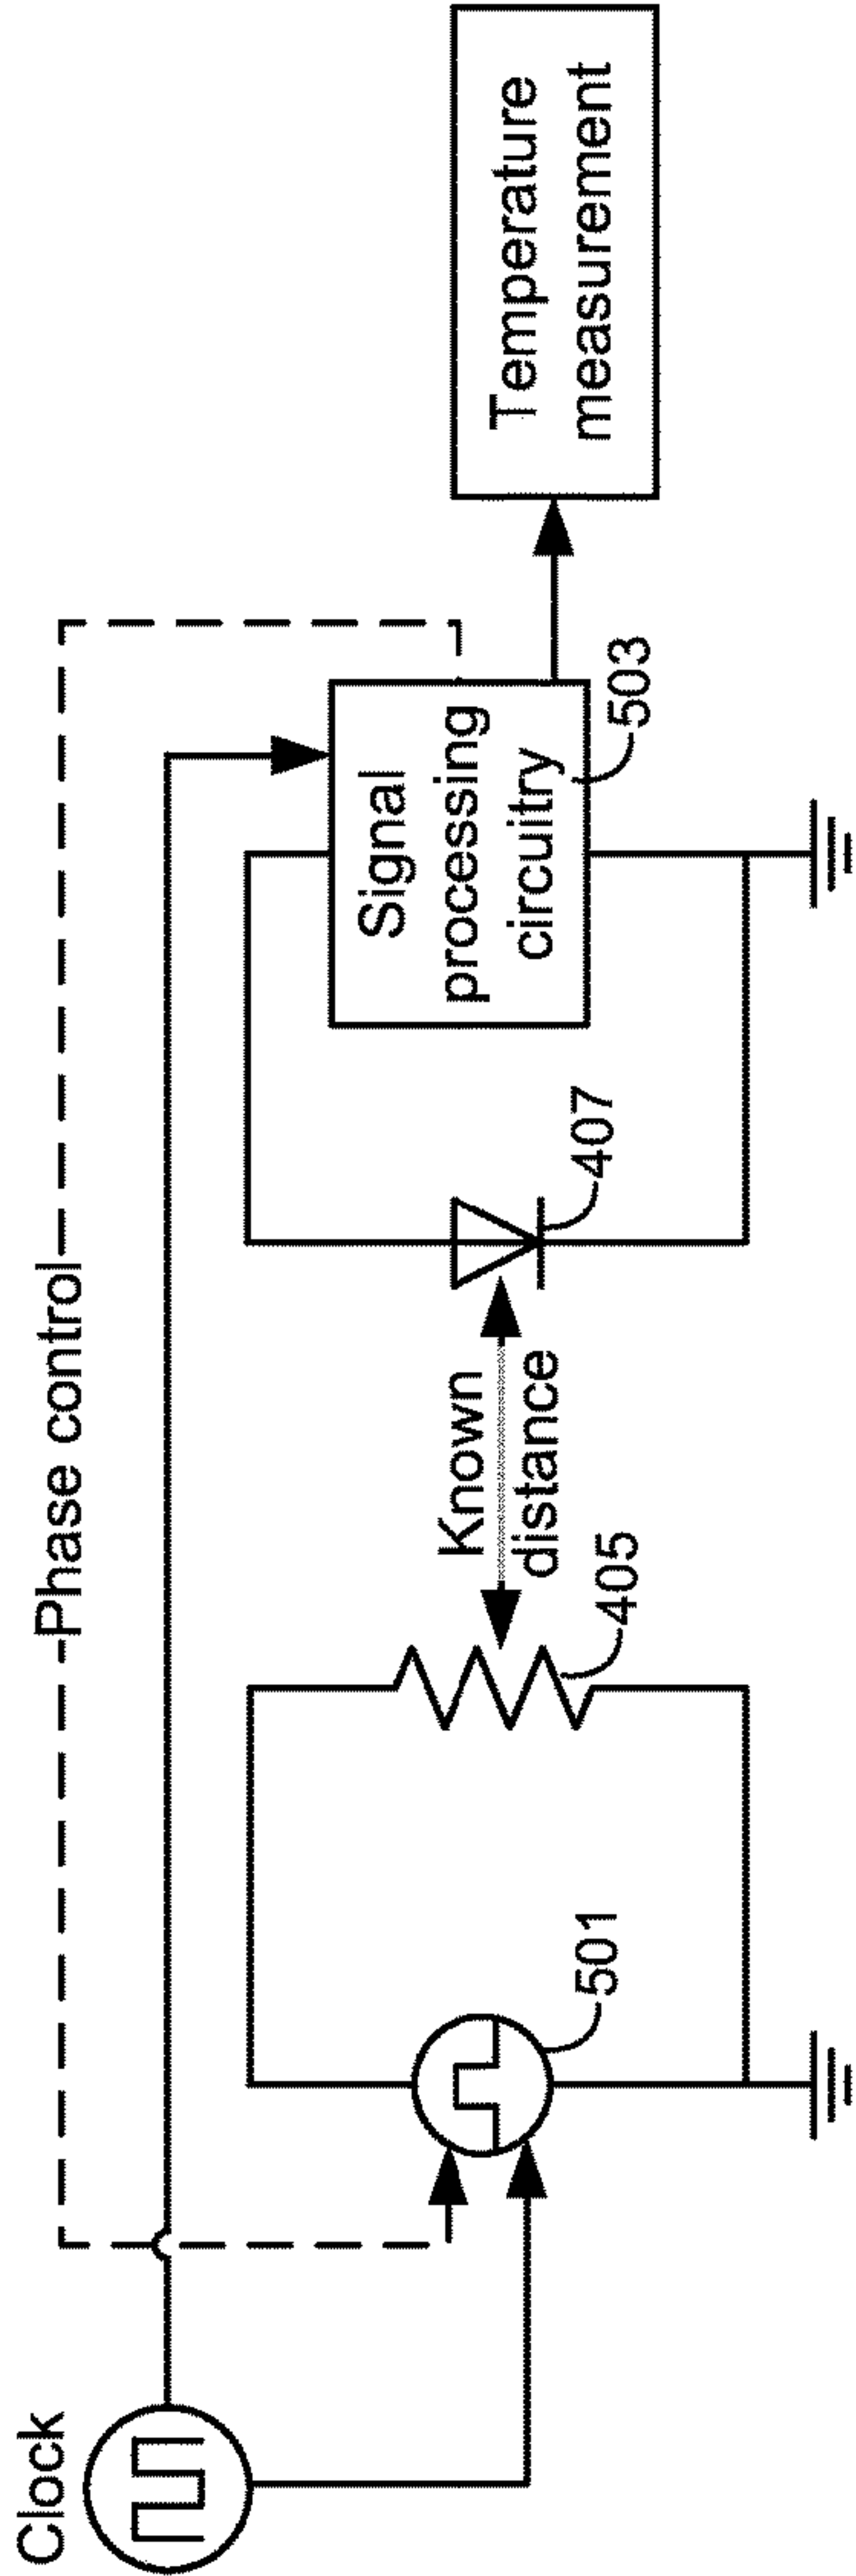 Clock
Phase control
501
405
Known
distance
407
Signal
processing
circuitry
503
Temperature
measurement